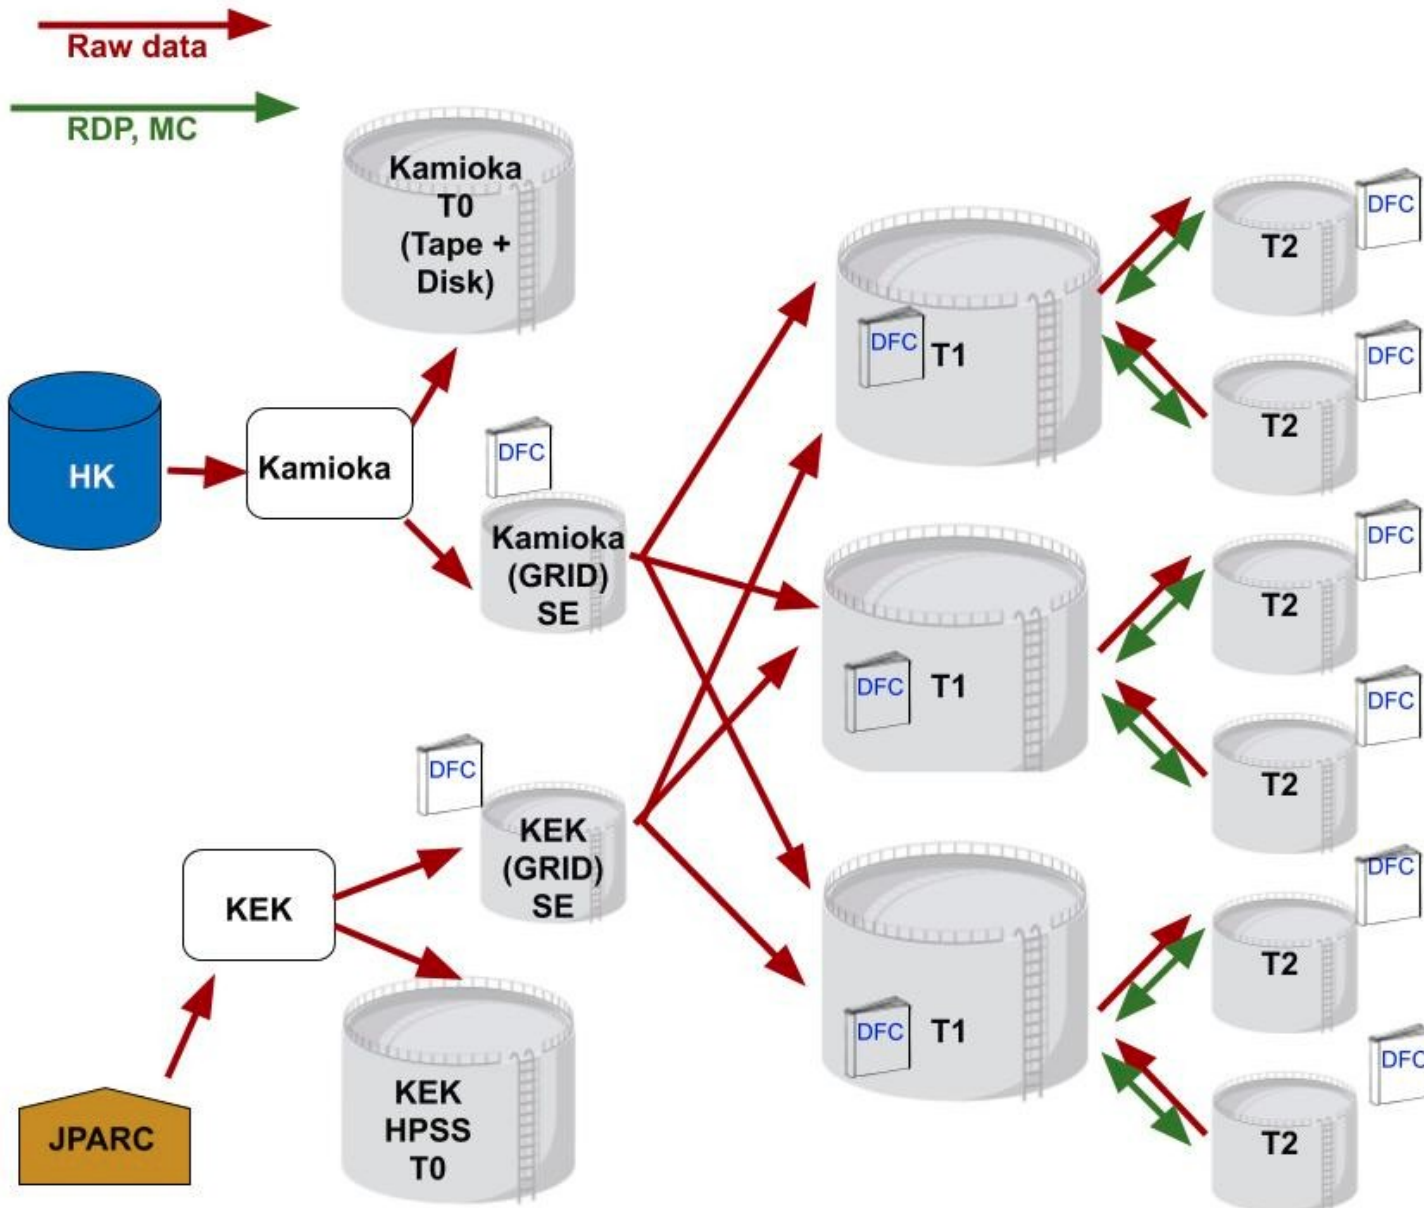 Raw data
RDP, MC
Kamioka
T0
(Tape +
Disk)
HK
Kamioka
DFC
Kamioka
(GRID)
SE
DFC
KEK
(GRID)
SE
KEK
JPARC
KEK
HPSS
T0
DFC
T1
DFC
T1
DFC
T1
T2
DFC
T2
DFC
T2
DFC
T2
DFC
T2
DFC
T2
DFC